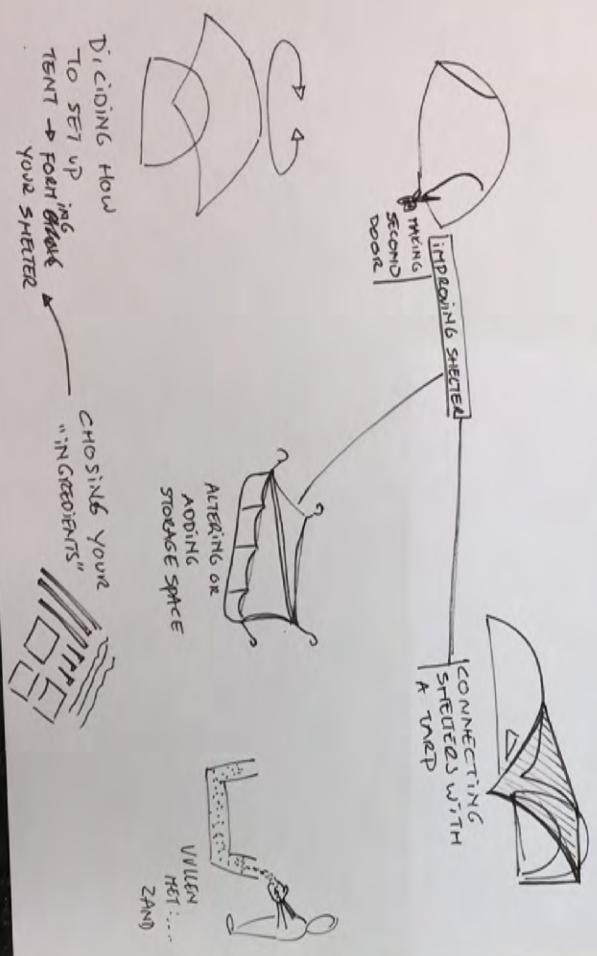 IMPROVING SHELTER
MAKING
SECOND
DOOR
CONNECTING
SHELTERS WITH
A TARP
ALTERING OR
ADDING
STORAGE SPACE
VULLEN
MET:....
ZAND
DiCIDING HOW
TO SET UP
TENT → FORMING
YOUR SHELTER
CHOSING YOUR
"INGREDIENTS"